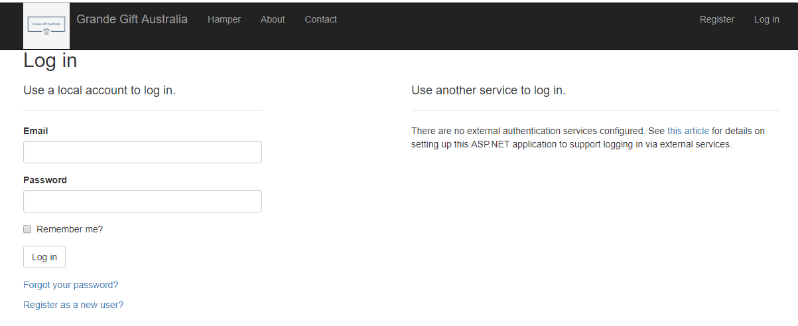 Grande Gift Australia Hamper About Contact Register Log in
Log in
Use a local account to log in.
Use another service to log in.
Email
There are no external authentication services configured. See this article for details on
setting up this ASP.NET application to support logging in via external services.
Password
Remember me?
Log in
Forgot your password?
Register as a new user?